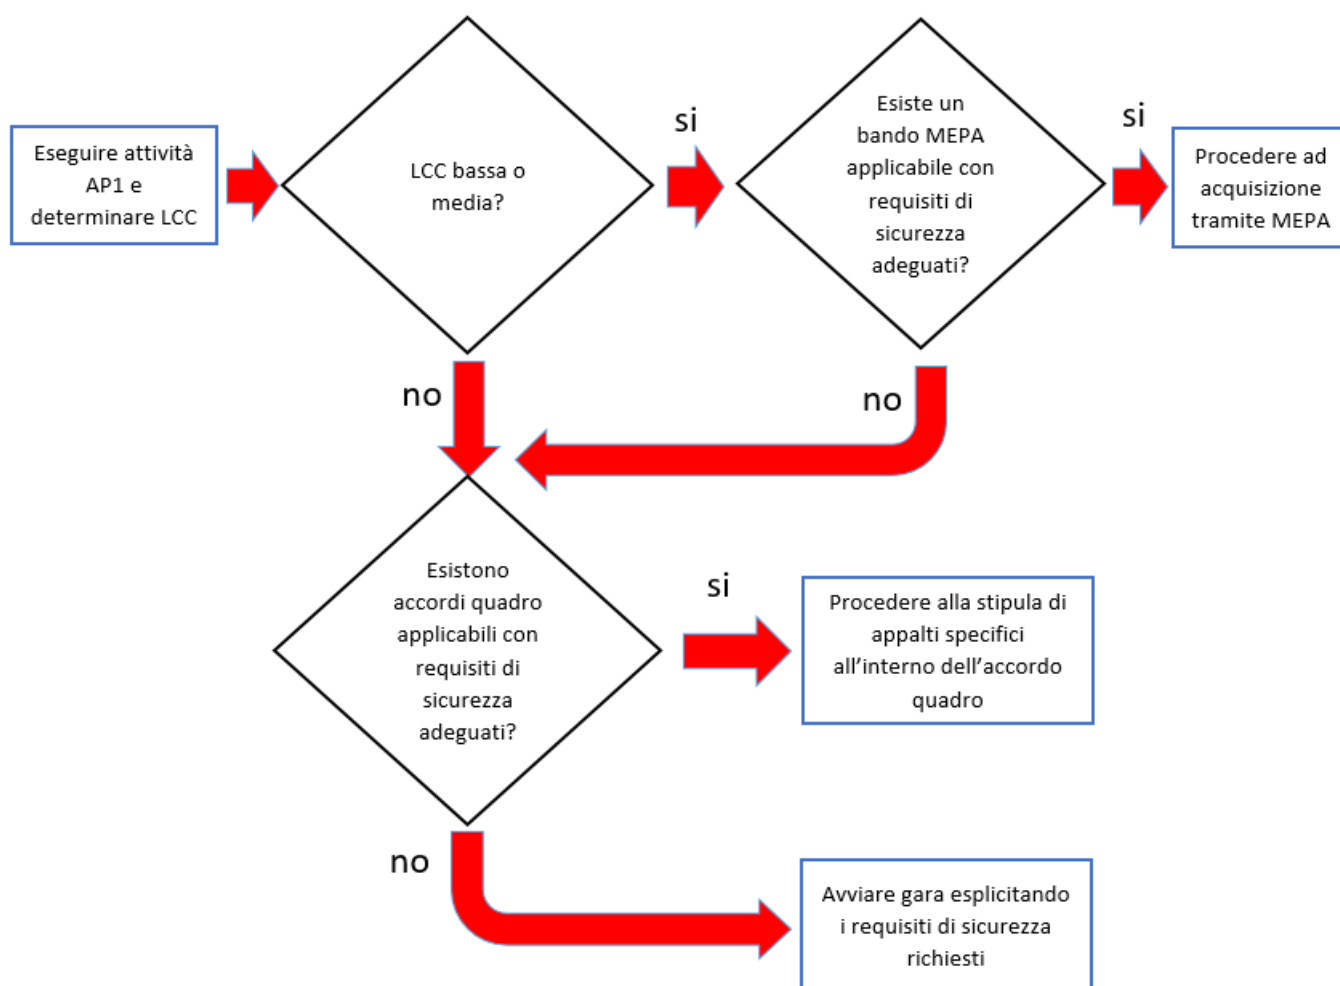 Eseguire attività
AP1 e
determinare LCC
LCC bassa o
media?
si
Esiste un
bando MEPA
applicabile con
requisiti di
sicurezza
adeguati?
si
Procedere ad
acquisizione
tramite MEPA
no
no
Esistono
accordi quadro
applicabili con
requisiti di
sicurezza
adeguati?
si
Procedere alla stipula di
appalti specifici
all’interno dell’accordo
quadro
no
Avviare gara esplicitando
i requisiti di sicurezza
richiesti